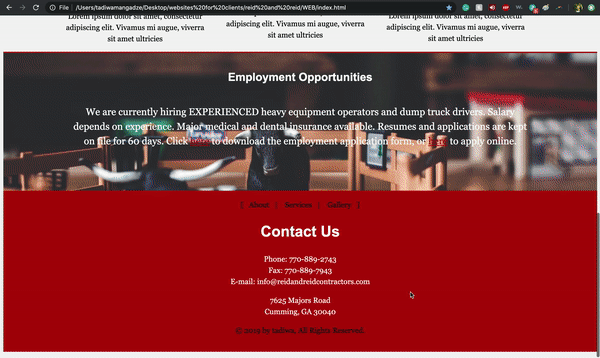 File | /Users/tadiwamangadze/Desktop/websites%20for%20clients/reid%20and%20reid/WEB/index.html
Lorem ipsum dolor sit amet, consectetur
adipiscing elit. Vivamus mi augue, viverra
sit amet ultricies
adipiscing elit. Vivamus mi augue, viverra
sit amet ultricies
Lorem ipsum dolor sit amet, consectetur
adipiscing elit. Vivamus mi augue, viverra
sit amet ultricies
Employment Opportunities
We are currently hiring EXPERIENCED heavy equipment operators and dump truck drivers. Salary
depends on experience. Major medical and dental insurance available. Resumes and applications are kept
on file for 60 days. Click here to download the employment application form, or here to apply online.
[ About | Services | Gallery ]
Contact Us
Phone: 770-889-2743
Fax: 770-889-7943
E-mail: info@reidandreidcontractors.com
7625 Majors Road
Cumming, GA 30040
© 2019 by tadiwa, All Rights Reserved.